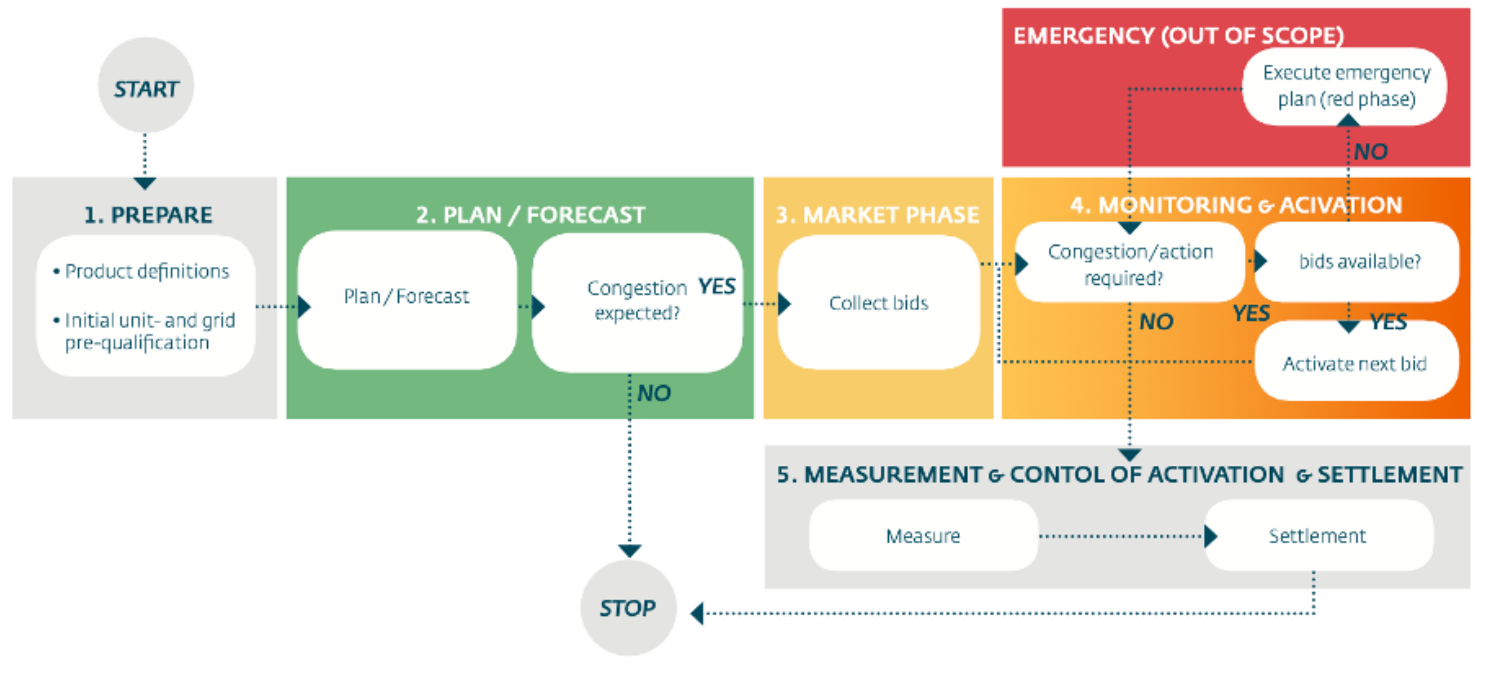 START
1. PREPARE
• Product definitions
• Initial unit- and grid
pre-qualification
2. PLAN / FORECAST
Plan / Forecast
Congestion
expected?
YES
NO
3. MARKET PHASE
Collect bids
EMERGENCY (OUT OF SCOPE)
Execute emergency
plan (red phase)
NO
4. MONITORING & ACIVATION
Congestion/action
required?
bids available?
NO
YES
YES
Activate next bid
5. MEASUREMENT & CONTOL OF ACTIVATION & SETTLEMENT
Measure
Settlement
STOP